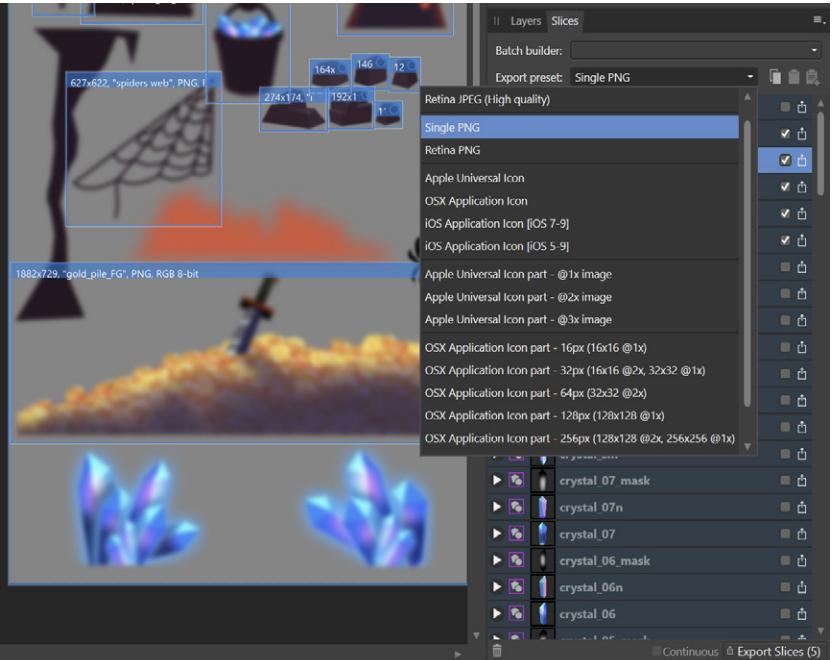 Layers Slices
Batch builder:
Export preset: Single PNG
Retina JPEG (High quality)
Single PNG
Retina PNG
Apple Universal Icon
OSX Application Icon
iOS Application Icon [iOS 7-9]
iOS Application Icon [iOS 5-9]
Apple Universal Icon part - @1x image
Apple Universal Icon part - @2x image
Apple Universal Icon part - @3x image
OSX Application Icon part - 16px (16x16 @1x)
OSX Application Icon part - 32px (16x16 @2x, 32x32 @1x)
OSX Application Icon part - 64px (32x32 @2x)
OSX Application Icon part - 128px (128x128 @1x)
OSX Application Icon part - 256px (128x128 @2x, 256x256 @1x)
164x
146
12
627x622, "spiders web", PNG,
274x174, "
192x1
1882x729, "gold_pile_FG", PNG, RGB 8-bit
crystal_07_mask
crystal_07n
crystal_07
crystal_06_mask
crystal_06n
crystal_06
Continuous Export Slices (5)